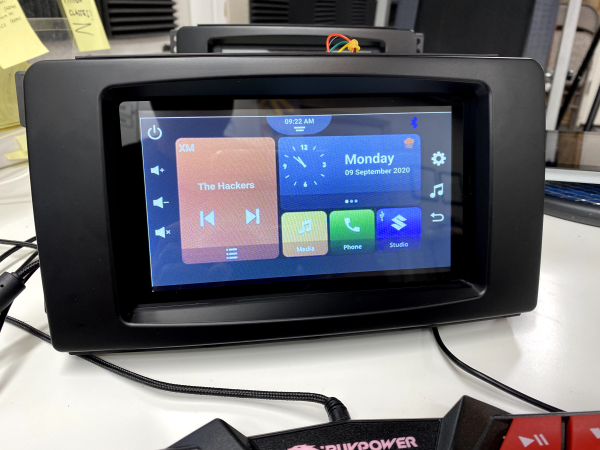 09:22 AM
XM
The Hackers
12
Monday
09 September 2020
Media
Phone
Studio
iBUYPOWER